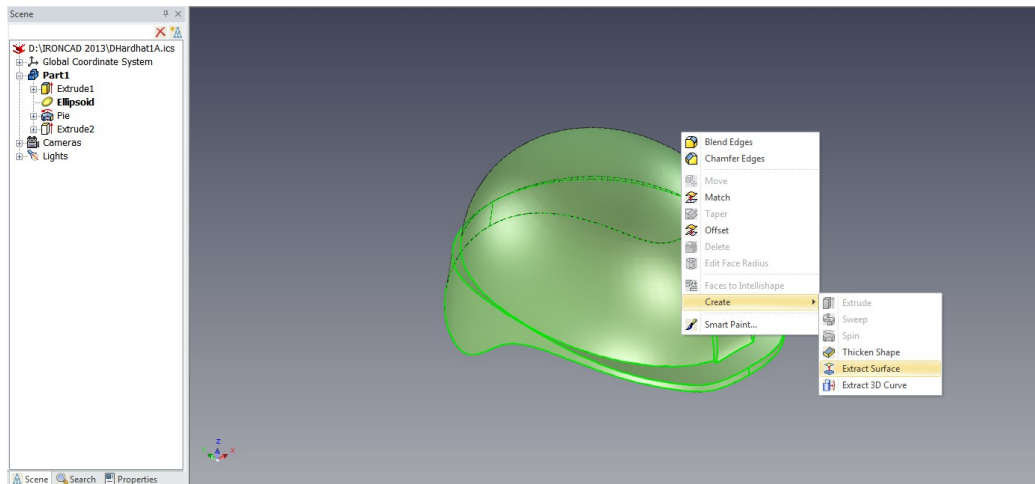 Scene
D:\IRONCAD 2013\DHardhat1A.ics
Global Coordinate System
Part1
Extrude1
Ellipsoid
Pie
Extrude2
Cameras
Lights
Blend Edges
Chamfer Edges
Move
Match
Taper
Offset
Delete
Edit Face Radius
Faces to Intellishape
Create
Smart Paint...
Extrude
Sweep
Spin
Thicken Shape
Extract Surface
Extract 3D Curve
Z
X
Scene Search Properties